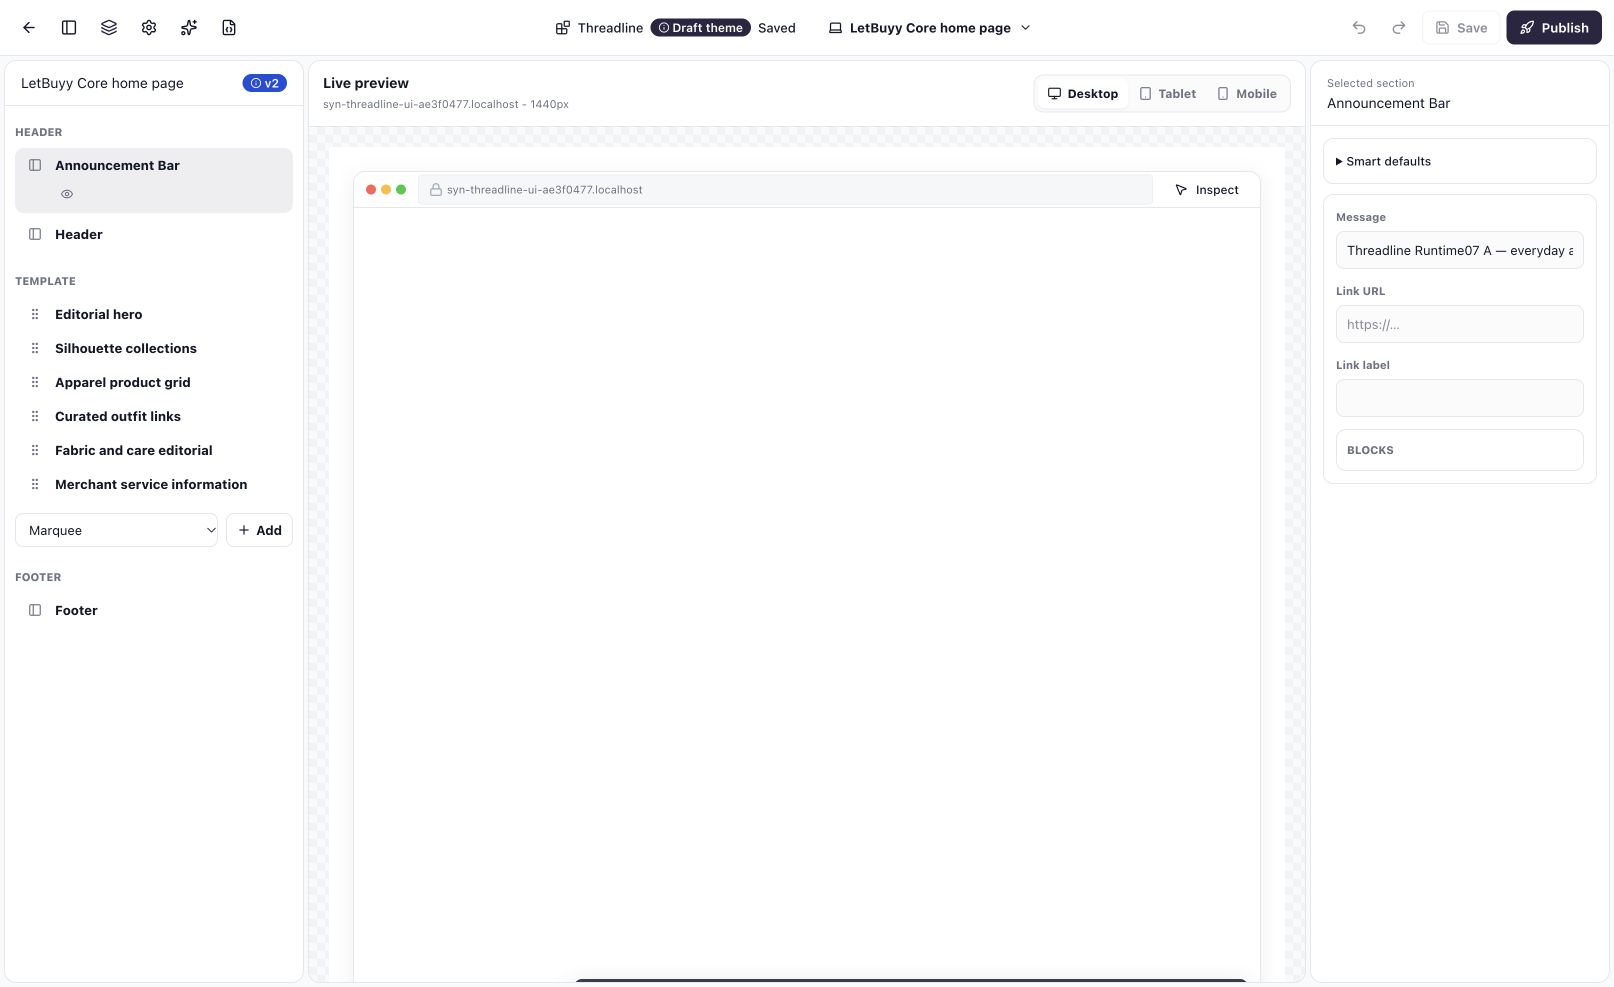 Threadline
Draft theme
Saved
LetBuyy Core home page
Save
Publish
LetBuyy Core home page
v2
HEADER
Announcement Bar
Header
TEMPLATE
Editorial hero
Silhouette collections
Apparel product grid
Curated outfit links
Fabric and care editorial
Merchant service information
Marquee
Add
FOOTER
Footer
Live preview
syn-threadline-ui-ae3f0477.localhost - 1440px
Desktop
Tablet
Mobile
syn-threadline-ui-ae3f0477.localhost
Inspect
Selected section
Announcement Bar
Smart defaults
Message
Threadline Runtime07 A — everyday a
Link URL
https://...
Link label
BLOCKS